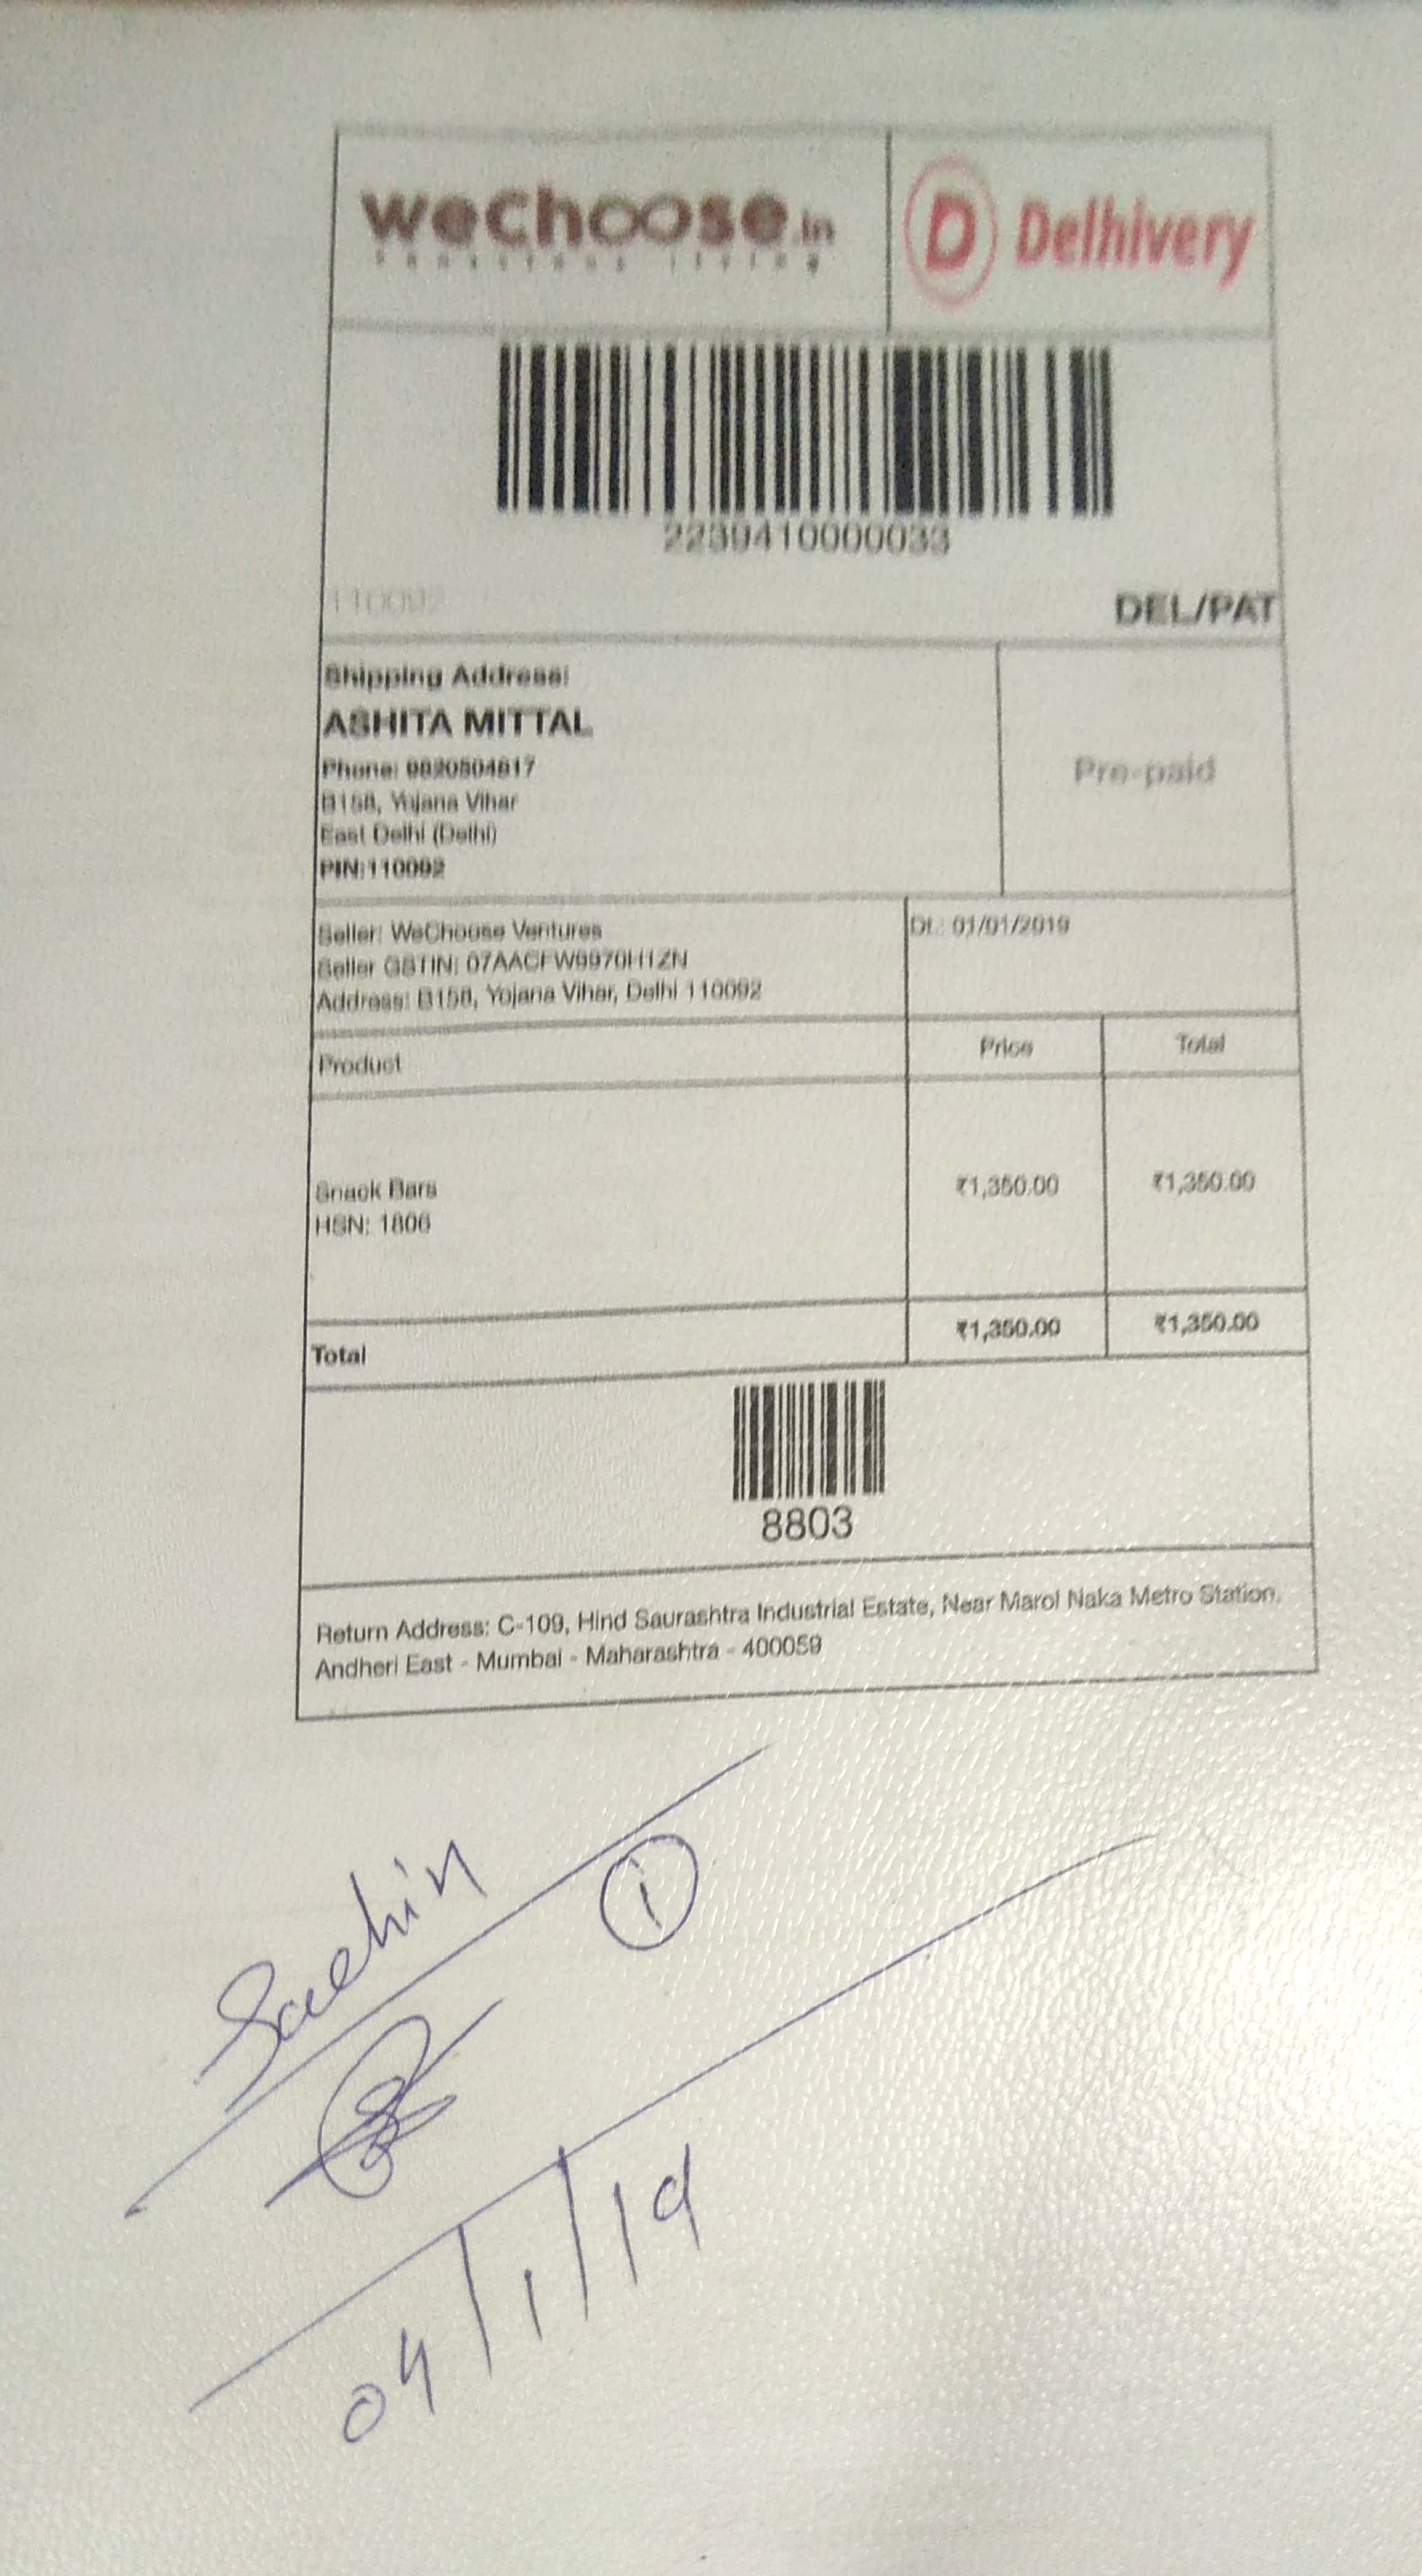 weChoose.in
conscious living
Delhivery
2239410000033
110092
DEL/PAT
Shipping Address:
ASHITA MITTAL
Phone: 9820504617
Pre-paid
B158, Yojana Vihar
East Delhi (Delhi)
PIN:110092
Seller: WeChoose Ventures
Dt.: 01/01/2019
Seller GSTIN: 07AACFW9970H1ZN
Address: B158, Yojana Vihar, Delhi 110092
Product Price Total
Snack Bars ₹1,350.00 ₹1,350.00
HSN: 1806
Total ₹1,350.00 ₹1,350.00
8803
Return Address: C-109, Hind Saurashtra Industrial Estate, Near Marol Naka Metro Station,
Andheri East - Mumbai - Maharashtra - 400059
Sachin
1
04/1/19